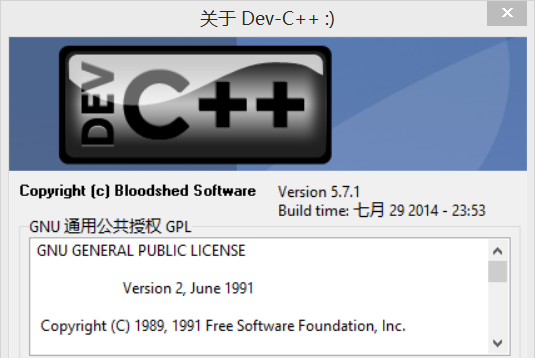 关于 Dev-C++ :)
DEV C++
Copyright (c) Bloodshed Software
Version 5.7.1
Build time: 七月 29 2014 - 23:53
GNU 通用公共授权 GPL
GNU GENERAL PUBLIC LICENSE
Version 2, June 1991
Copyright (C) 1989, 1991 Free Software Foundation, Inc.